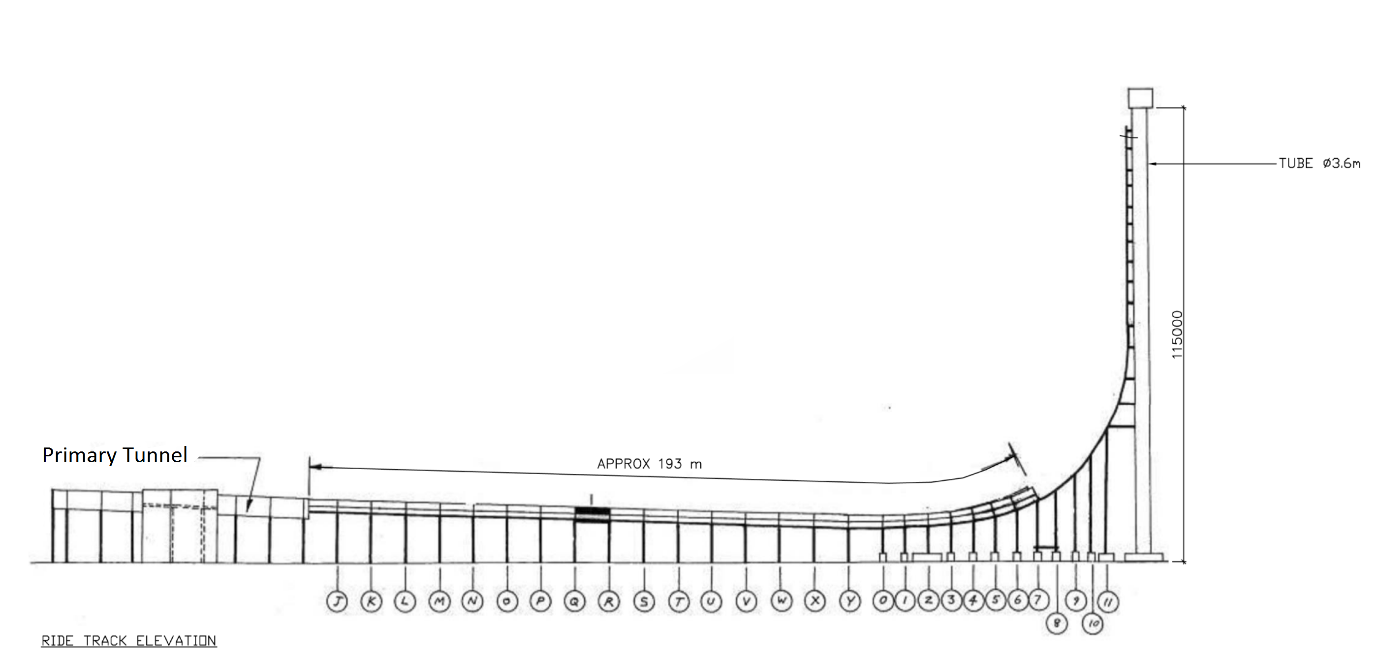 TUBE Ø3.6m
115000
Primary Tunnel
APPROX 193 m
J K L M N O P Q R S T U V W X Y 0 1 2 3 4 5 6 7 8 9 10 11
RIDE TRACK ELEVATION